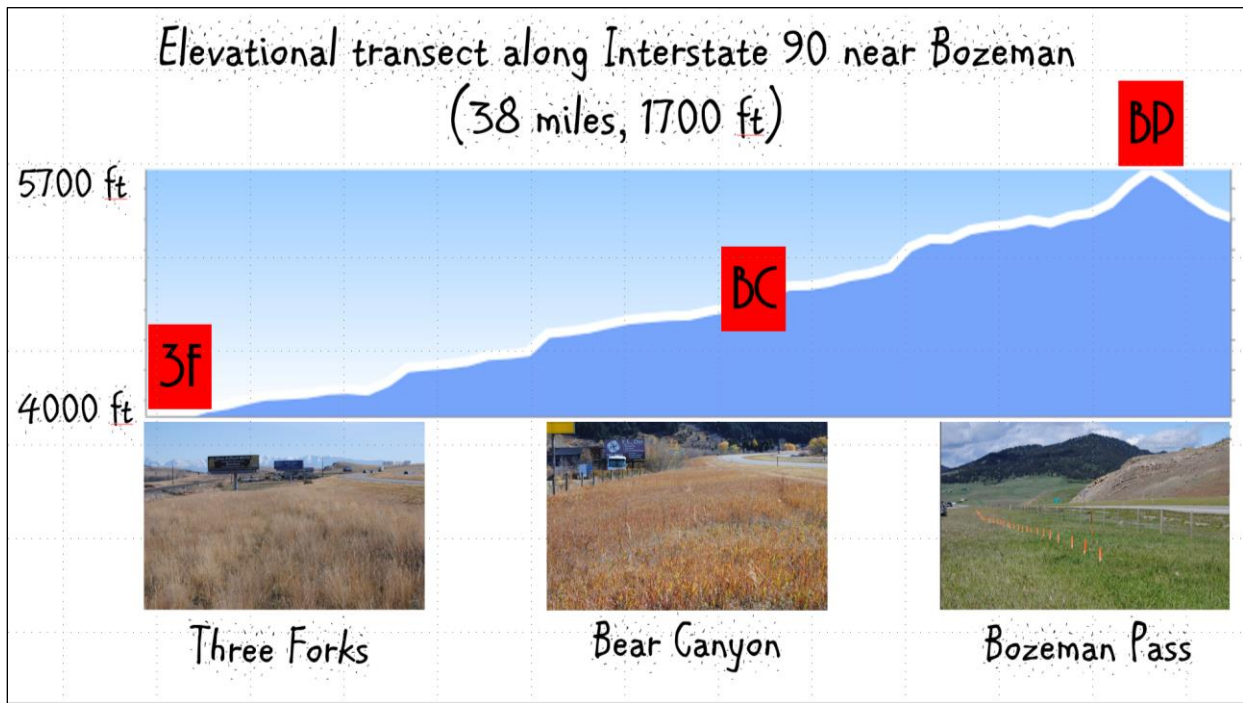 Elevational transect along Interstate 90 near Bozeman
(38 miles, 1700 ft)
BP
5700 ft
BC
3F
4000 ft
Three Forks
Bear Canyon
Bozeman Pass